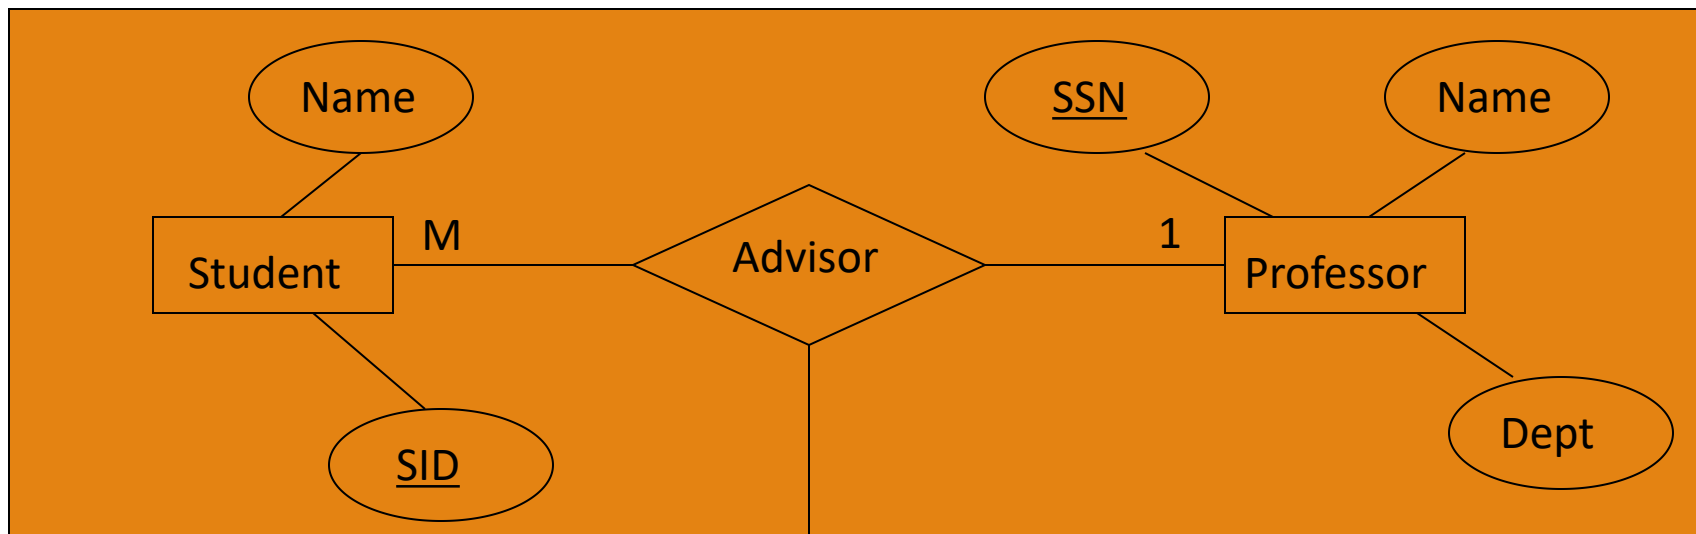 Name
SSN
Name
M
1
Advisor
Student
Professor
Dept
SID